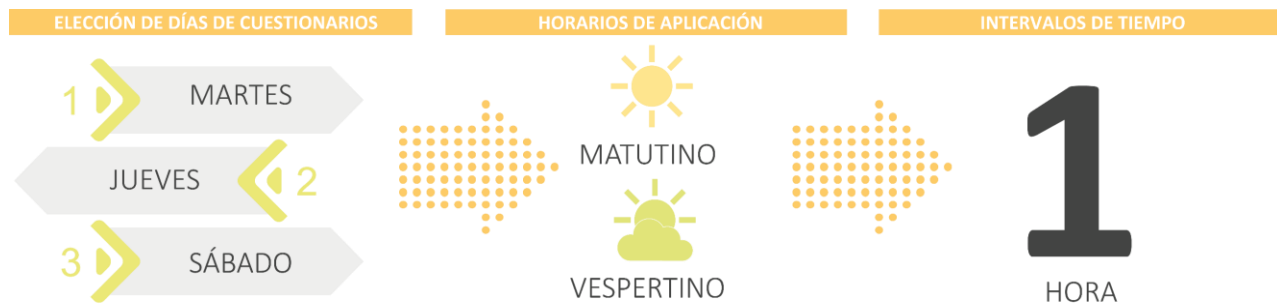 ELECCIÓN DE DÍAS DE CUESTIONARIOS
1 MARTES
JUEVES 2
3 SÁBADO
HORARIOS DE APLICACIÓN
MATUTINO
VESPERTINO
INTERVALOS DE TIEMPO
1
HORA